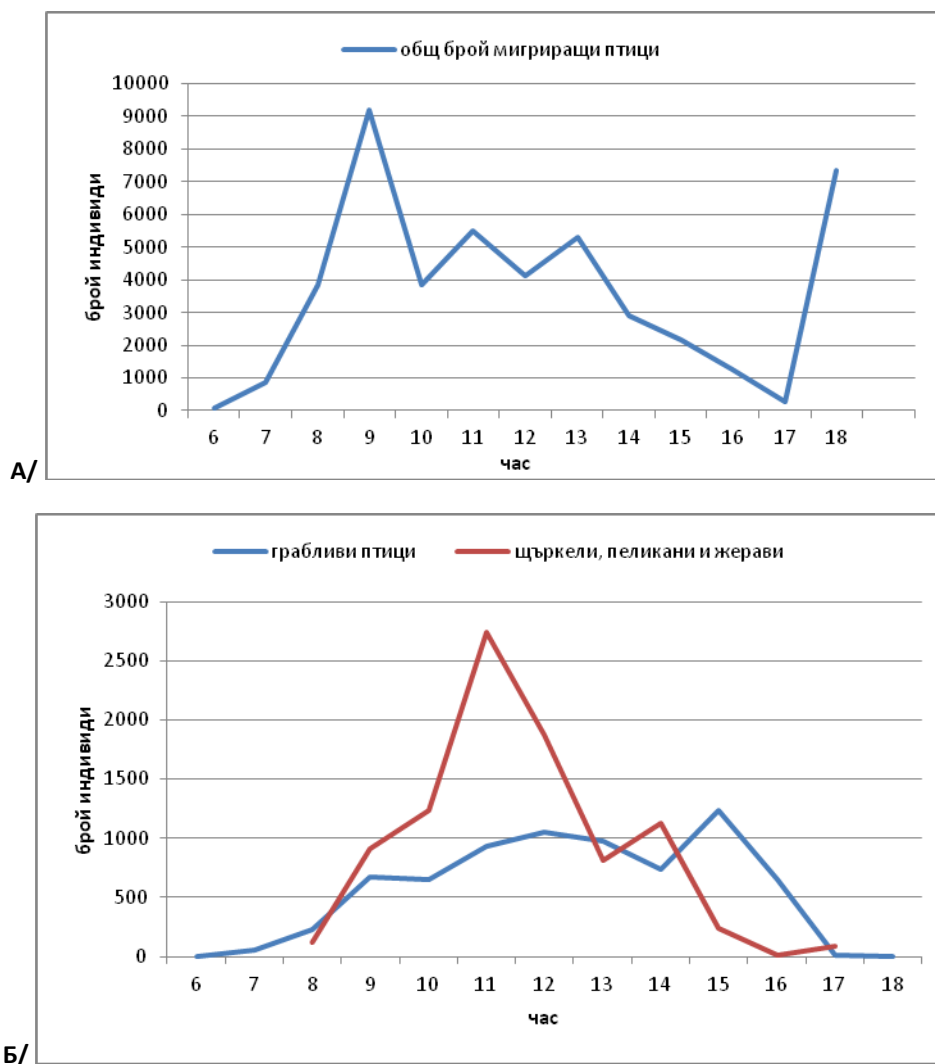 общ брой мигриращи птици
10000
9000
8000
7000
6000
5000
4000
3000
2000
1000
0
брой индивиди
6 7 8 9 10 11 12 13 14 15 16 17 18
час
А/
грабливи птици щъркели, пеликани и жерави
3000
2500
2000
1500
1000
500
0
брой индивиди
6 7 8 9 10 11 12 13 14 15 16 17 18
час
Б/